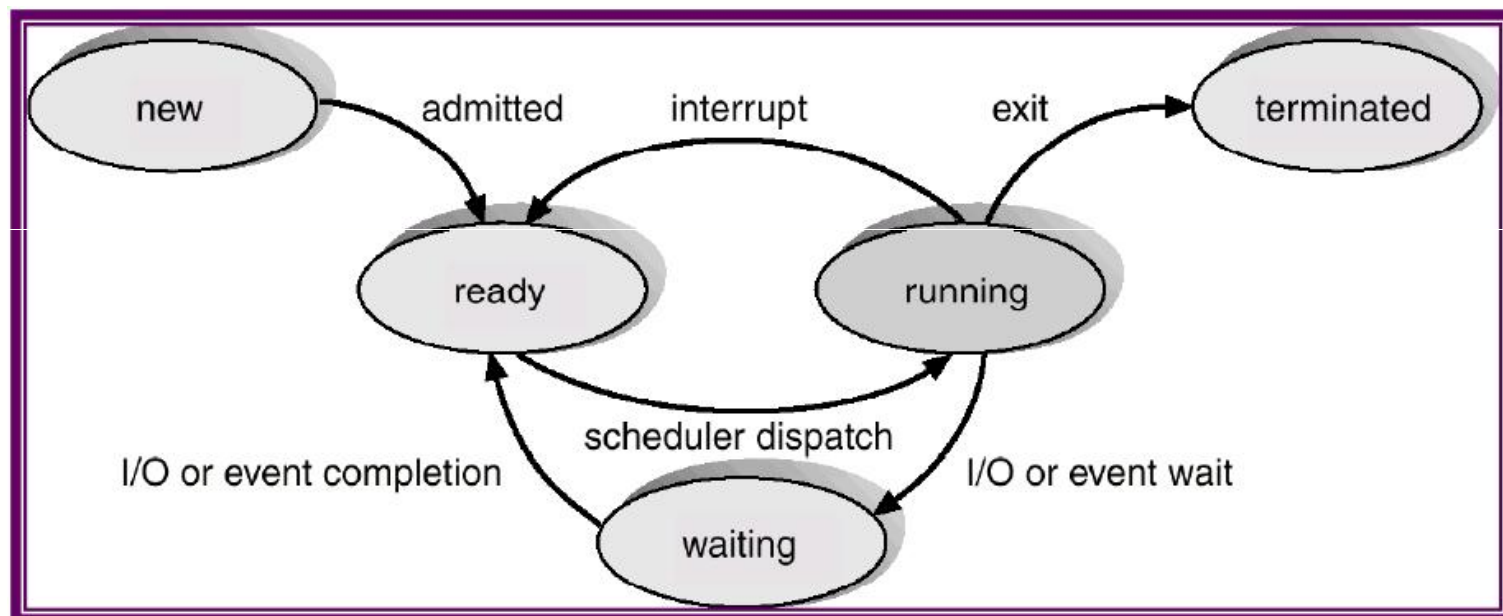 new
admitted
interrupt
exit
terminated
ready
running
scheduler dispatch
I/O or event completion
I/O or event wait
waiting